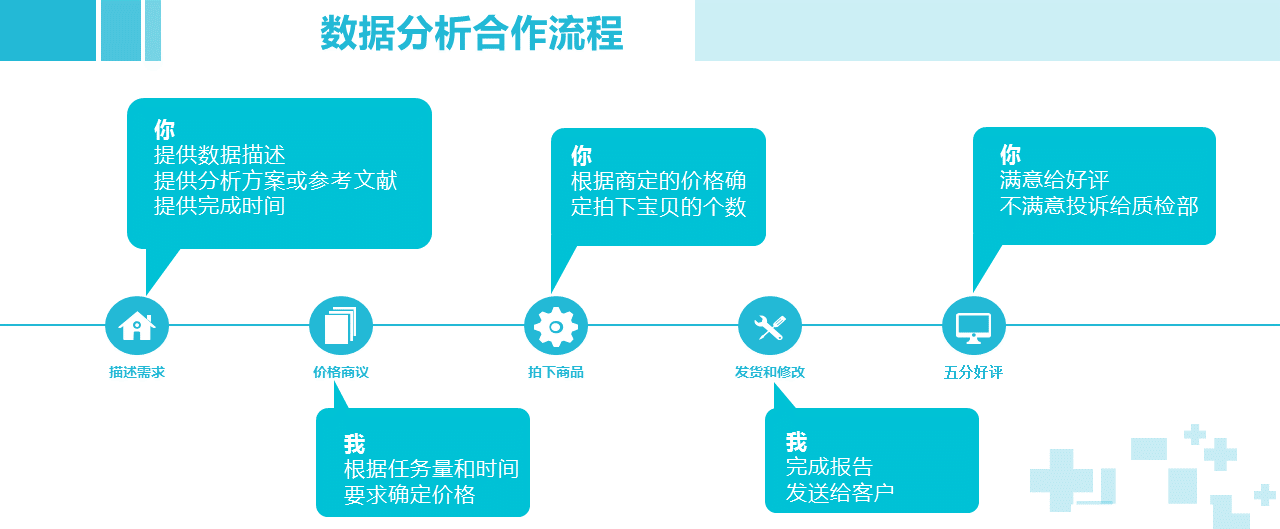 数据分析合作流程
你
提供数据描述
提供分析方案或参考文献
提供完成时间
你
根据商定的价格确
定拍下宝贝的个数
你
满意给好评
不满意投诉给质检部
描述需求
价格商议
拍下商品
发货和修改
五分好评
我
根据任务量和时间
要求确定价格
我
完成报告
发送给客户